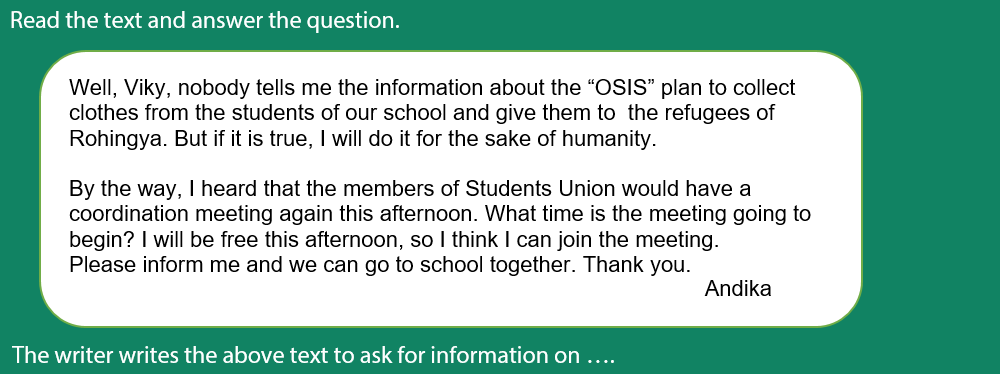 Read the text and answer the question.
Well, Viky, nobody tells me the information about the “OSIS” plan to collect
clothes from the students of our school and give them to  the refugees of
Rohingya. But if it is true, I will do it for the sake of humanity.
By the way, I heard that the members of Students Union would have a
coordination meeting again this afternoon. What time is the meeting going to
begin? I will be free this afternoon, so I think I can join the meeting.
Please inform me and we can go to school together. Thank you.
Andika
The writer writes the above text to ask for information on ….